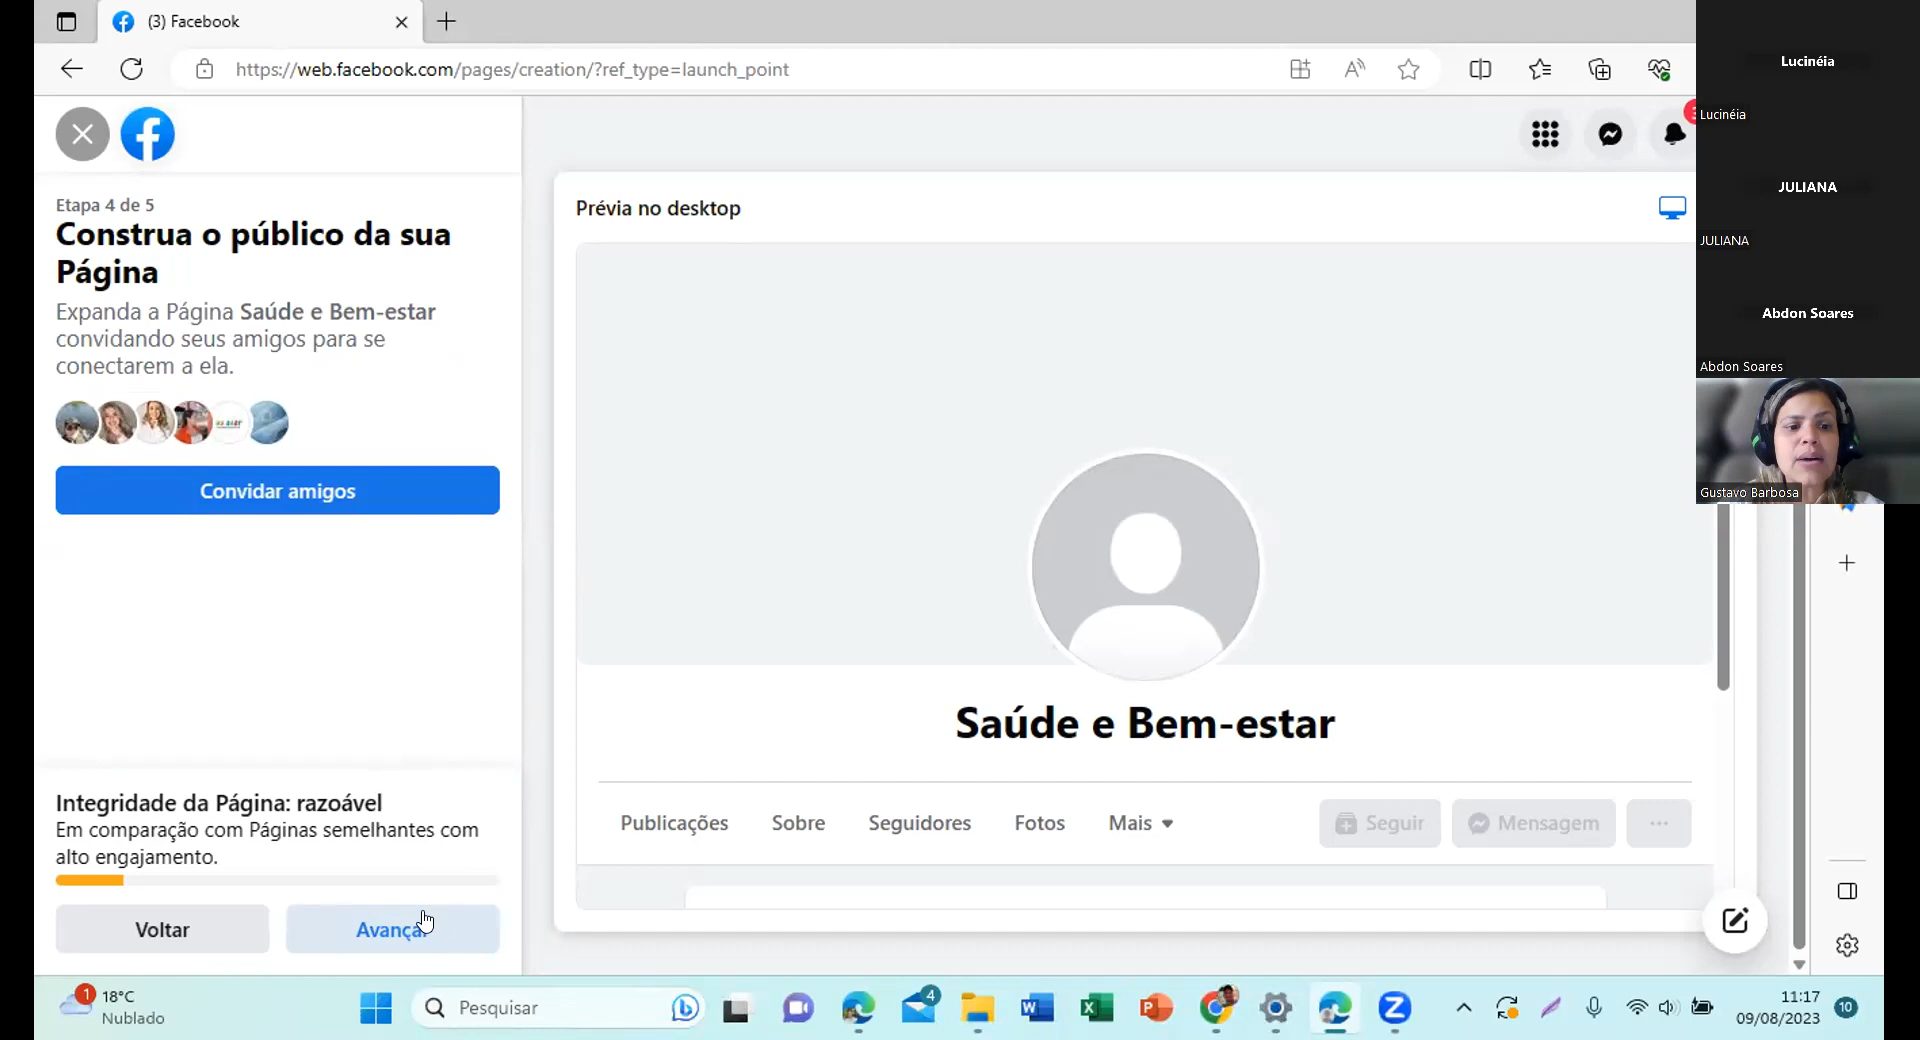 (3) Facebook
https://web.facebook.com/pages/creation/?ref_type=launch_point
Etapa 4 de 5
Construa o público da sua
Página
Expanda a Página Saúde e Bem-estar
convidando seus amigos para se
conectarem a ela.
Convidar amigos
Integridade da Página: razoável
Em comparação com Páginas semelhantes com
alto engajamento.
Voltar
Avançar
Prévia no desktop
Saúde e Bem-estar
Publicações
Sobre
Seguidores
Fotos
Mais
Seguir
Mensagem
Lucinéia
Lucinéia
JULIANA
JULIANA
Abdon Soares
Abdon Soares
Gustavo Barbosa
1
18°C
Nublado
Pesquisar
4
11:17
09/08/2023
10